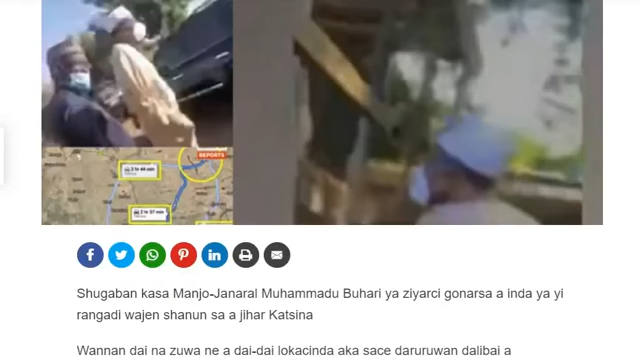 REPORTS
Shugaban kasa Manjo-Janaral Muhammadu Buhari ya ziyarci gonarsa a inda ya yi
rangadi wajen shanun sa a jihar Katsina
Wannan dai na zuwa ne a dai-dai lokacinda aka sace daruruwan dalibai a